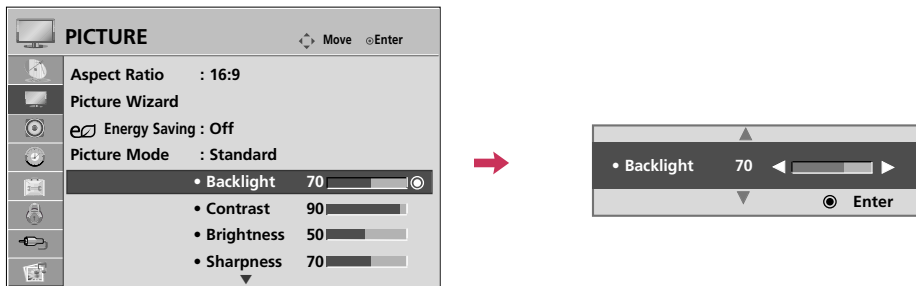 PICTURE
Move
Enter
Aspect Ratio : 16:9
Picture Wizard
Energy Saving : Off
Picture Mode : Standard
• Backlight 70
• Contrast 90
• Brightness 50
• Sharpness 70
• Backlight 70
Enter